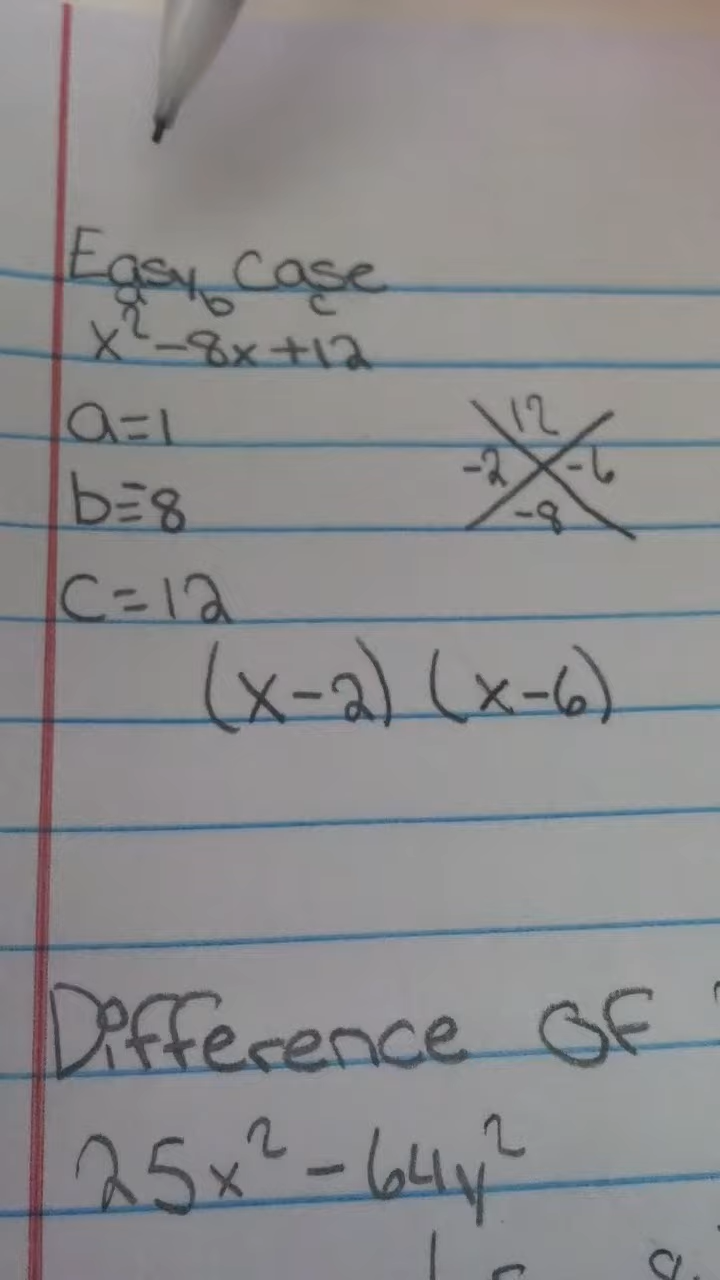 Easy Case
a b c
x² - 8x + 12
a = 1
12
-2 -6
b = -8
-8
c = 12
(x - 2) (x - 6)
Difference Of
25x² - 64y²